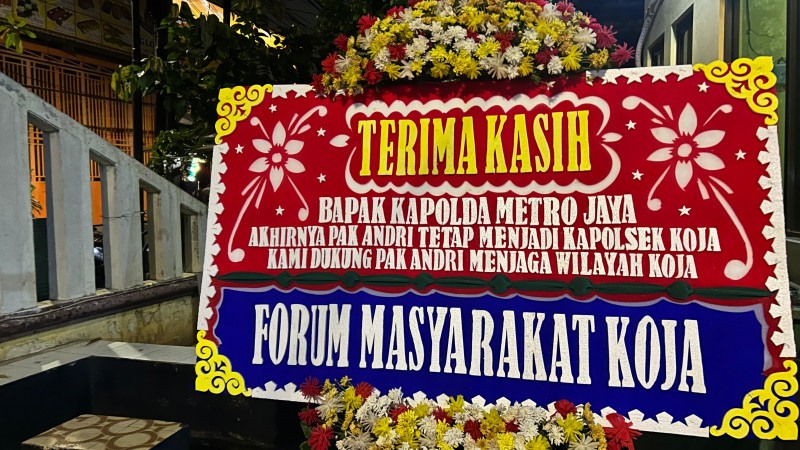 TERIMA KASIH
BAPAK KAPOLDA METRO JAYA
AKHIRNYA PAK ANDRI TETAP MENJADI KAPOLSEK KOJA
KAMI DUKUNG PAK ANDRI MENJAGA WILAYAH KOJA
FORUM MASYARAKAT KOJA